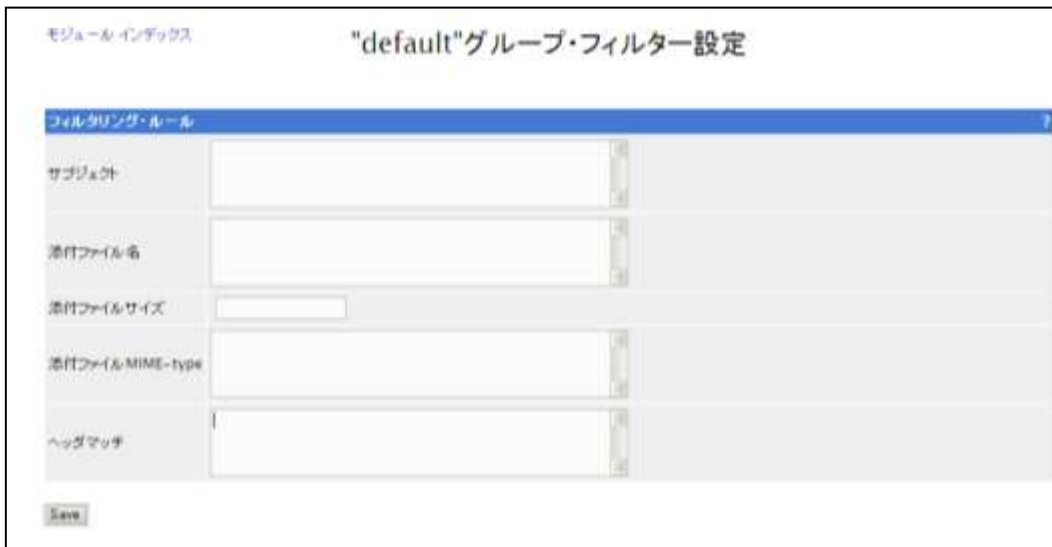 モジュール インデックス
"default"グループ・フィルター設定
フィルタリング・ルール ?
サブジェクト
添付ファイル名
添付ファイルサイズ
添付ファイルMIME-type
ヘッダマッチ
Save